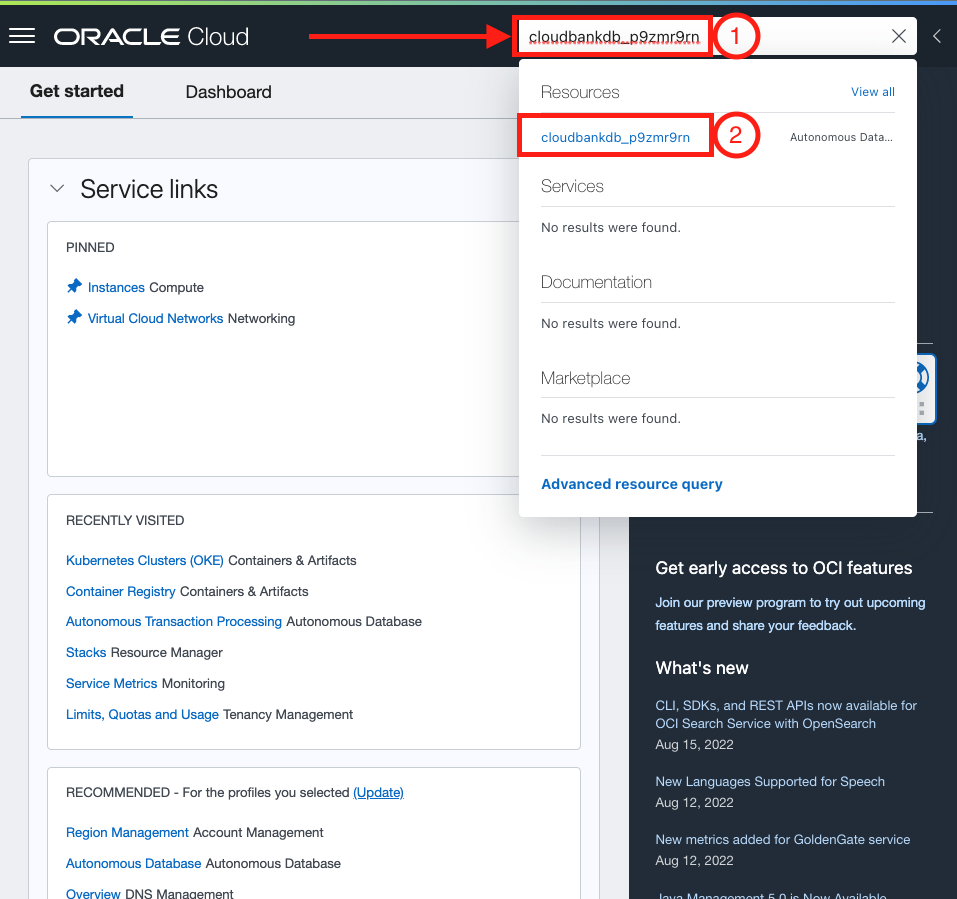 ORACLE Cloud
cloudbankdb_p9zmr9rn
1
Get started
Dashboard
Resources
View all
cloudbankdb_p9zmr9rn
2
Autonomous Data...
Services
No results were found.
Documentation
No results were found.
Marketplace
No results were found.
Advanced resource query
Service links
PINNED
Instances Compute
Virtual Cloud Networks Networking
RECENTLY VISITED
Kubernetes Clusters (OKE) Containers & Artifacts
Container Registry Containers & Artifacts
Autonomous Transaction Processing Autonomous Database
Stacks Resource Manager
Service Metrics Monitoring
Limits, Quotas and Usage Tenancy Management
RECOMMENDED - For the profiles you selected (Update)
Region Management Account Management
Autonomous Database Autonomous Database
Overview DNS Management
a,
Get early access to OCI features
Join our preview program to try out upcoming
features and share your feedback.
What's new
CLI, SDKs, and REST APIs now available for
OCI Search Service with OpenSearch
Aug 15, 2022
New Languages Supported for Speech
Aug 12, 2022
New metrics added for GoldenGate service
Aug 12, 2022
Java Management 5.0 is Now Available